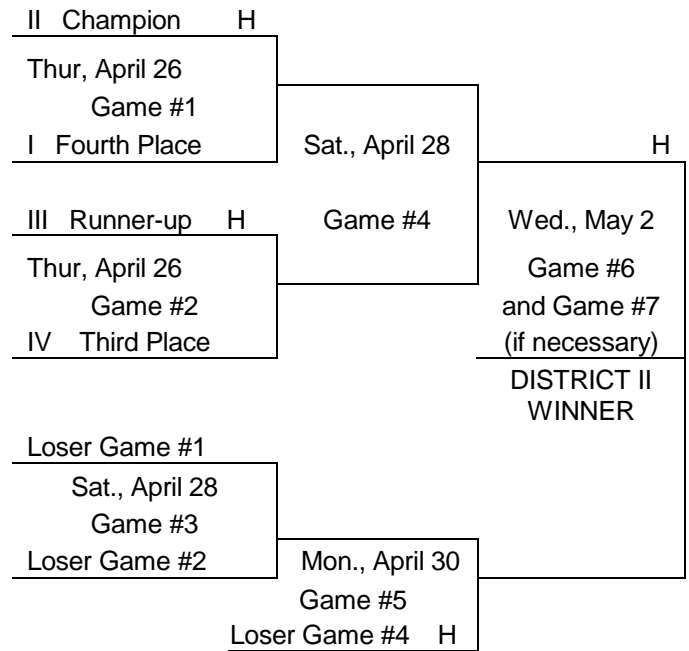 II Champion H
Thur, April 26
Game #1
I Fourth Place
Sat., April 28
H
III Runner-up H
Game #4
Wed., May 2
Thur, April 26
Game #2
IV Third Place
Game #6
and Game #7
(if necessary)
DISTRICT II
WINNER
Loser Game #1
Sat., April 28
Game #3
Loser Game #2
Mon., April 30
Game #5
Loser Game #4 H